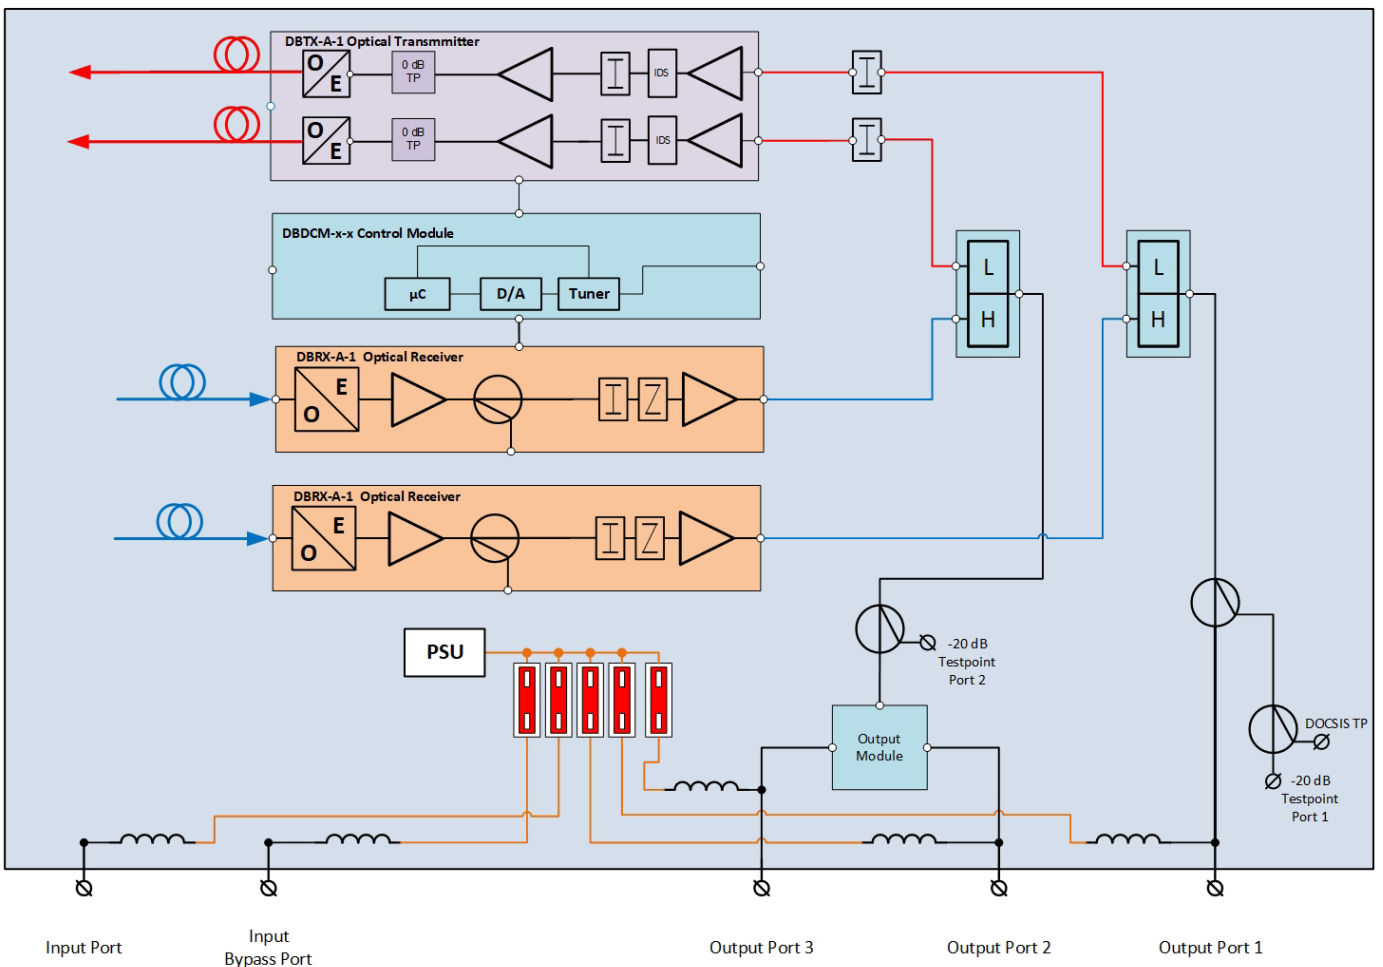 DBTX-A-1 Optical Transmmitter
O
E
0 dB
TP
IDS
O
E
0 dB
TP
IDS
DBDCM-x-x Control Module
µC
D/A
Tuner
L
H
L
H
DBRX-A-1 Optical Receiver
E
O
DBRX-A-1 Optical Receiver
E
O
PSU
-20 dB
Testpoint
Port 2
Output
Module
DOCSIS TP
-20 dB
Testpoint
Port 1
Input Port
Input
Bypass Port
Output Port 3
Output Port 2
Output Port 1